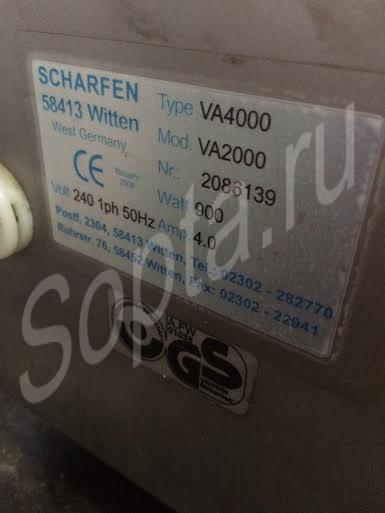 SCHARFEN
58413 Witten
West Germany
CE
February
2008
Type VA4000
Mod. VA2000
Nr.: 2086139
Volt 240 1ph 50Hz
Watt 900
Amp 4.0
Postf. 2304, 58413 Witten, Tel.: 02302 - 282770
Ruhrstr. 76, 58452 Witten, Fax: 02302 - 22941
GS
Sopta.ru